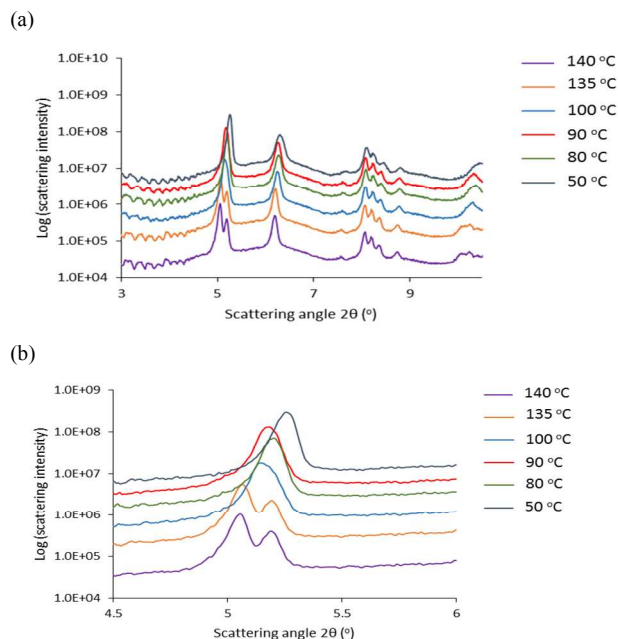 (a)
1.0E+10
1.0E+09
1.0E+08
1.0E+07
1.0E+06
1.0E+05
1.0E+04
Log (scattering intensity)
3 5 7 9
Scattering angle 2θ (°)
140 °C
135 °C
100 °C
90 °C
80 °C
50 °C
(b)
1.0E+09
1.0E+08
1.0E+07
1.0E+06
1.0E+05
1.0E+04
Log (scattering intensity)
4.5 5 5.5 6
Scattering angle 2θ (°)
140 °C
135 °C
100 °C
90 °C
80 °C
50 °C